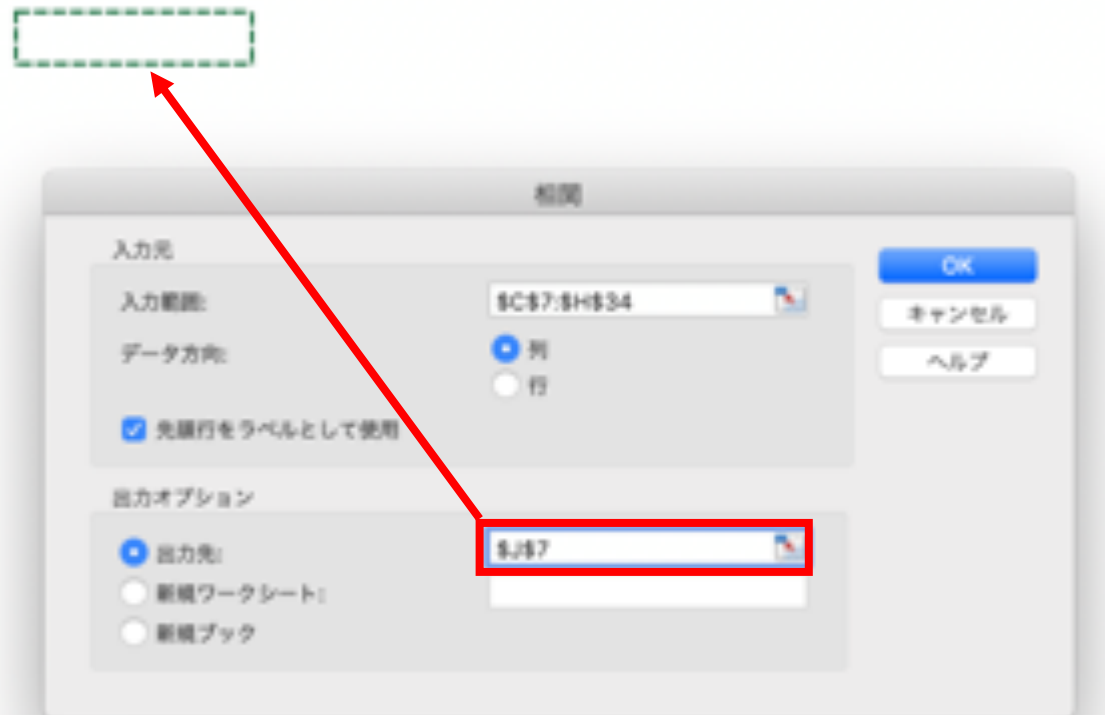 相関
入力元
入力範囲: $C$7:$H$34
データ方向: 列
行
先頭行をラベルとして使用
出力オプション
出力先: $J$7
新規ワークシート:
新規ブック
OK
キャンセル
ヘルプ